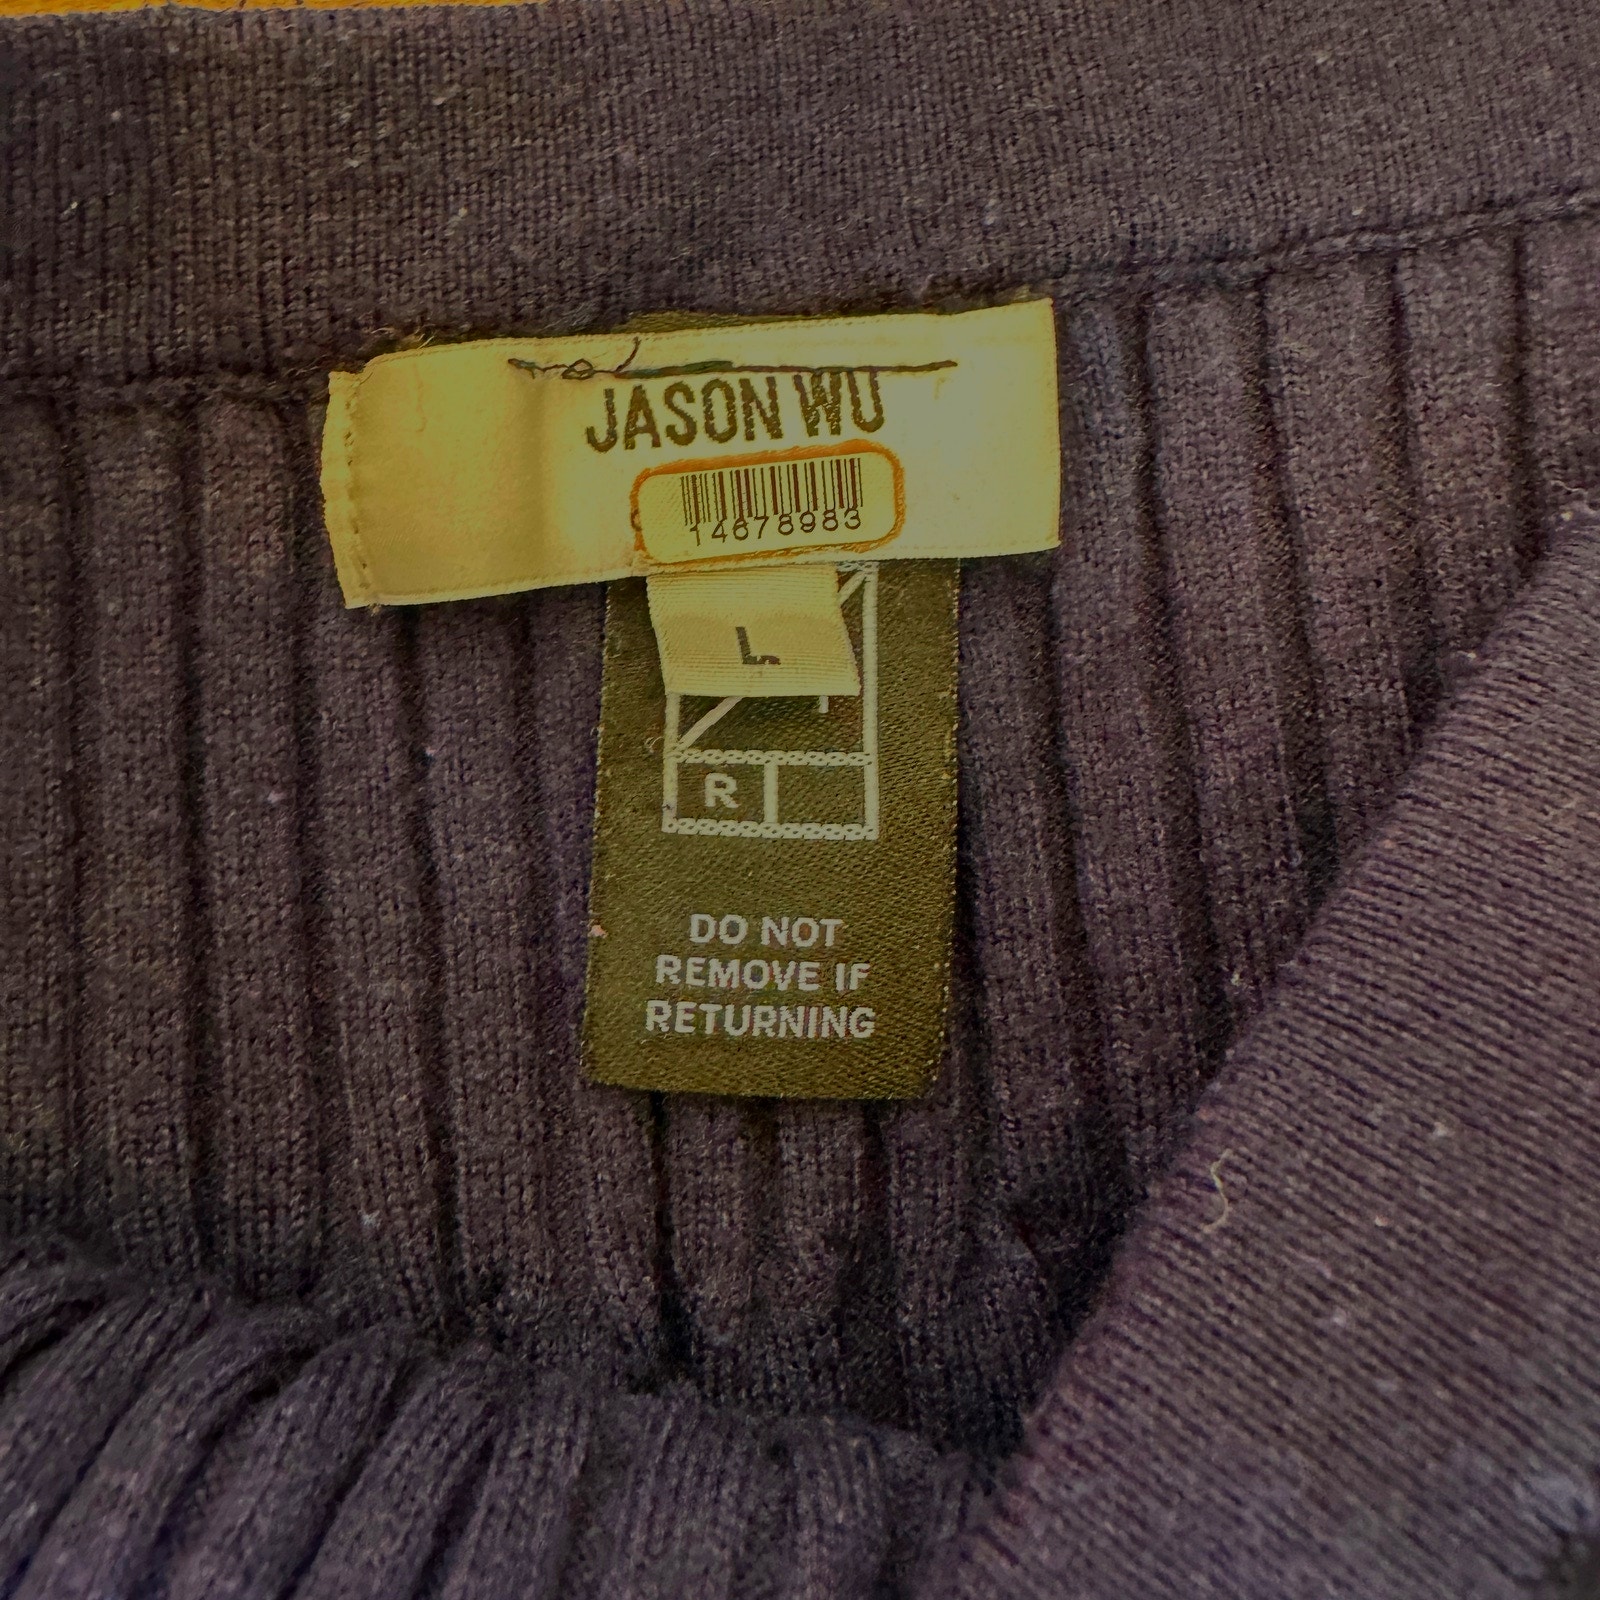 JASON WU
14678983
L
R
DO NOT
REMOVE IF
RETURNING